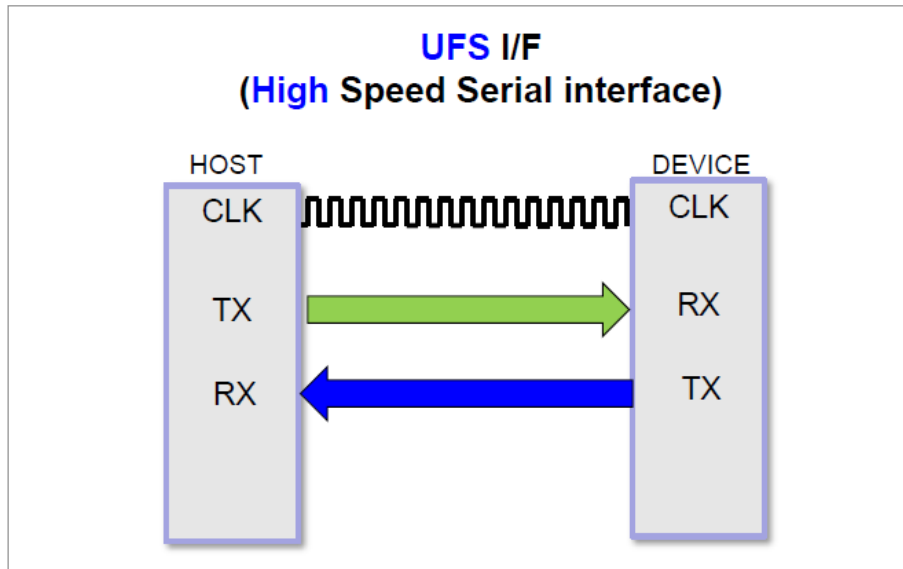 UFS I/F
(High Speed Serial interface)
HOST
DEVICE
CLK
CLK
TX
RX
RX
TX